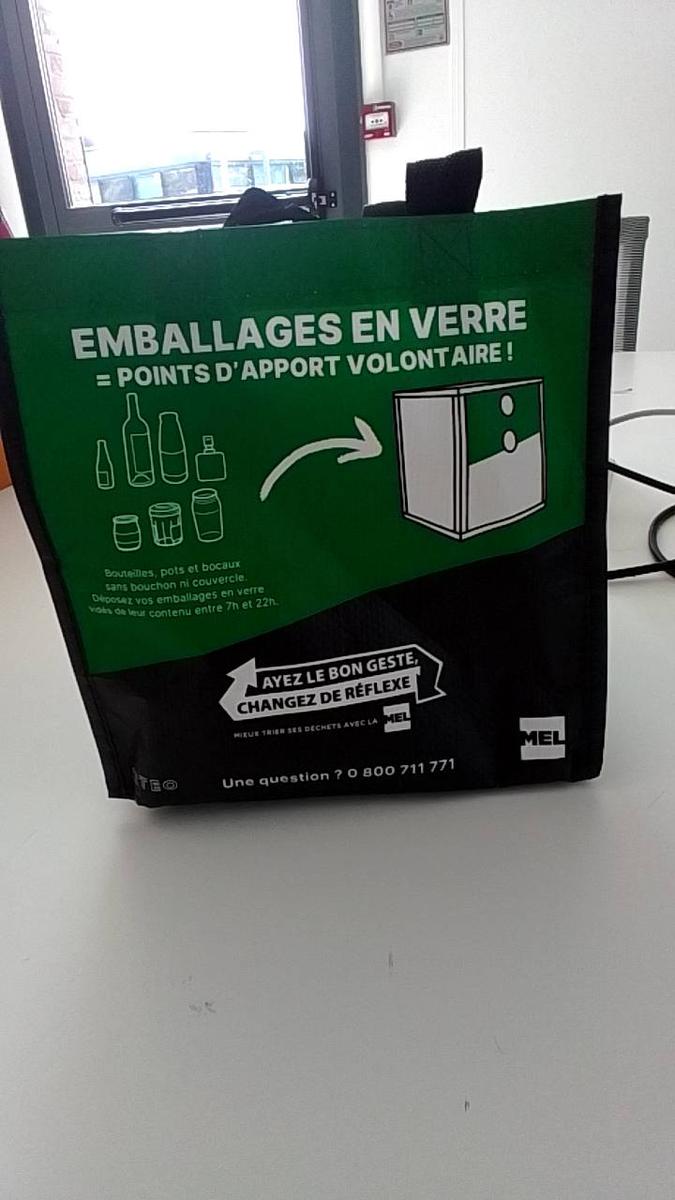 EMBALLAGES EN VERRE
= POINTS D'APPORT VOLONTAIRE !
Bouteilles, pots et bocaux
sans bouchon ni couvercle.
Déposez vos emballages en verre
vidés de leur contenu entre 7h et 22h.
AYEZ LE BON GESTE,
CHANGEZ DE RÉFLEXE
MIEUX TRIER SES DÉCHETS AVEC LA MEL
MEL
Une question ? 0 800 711 771